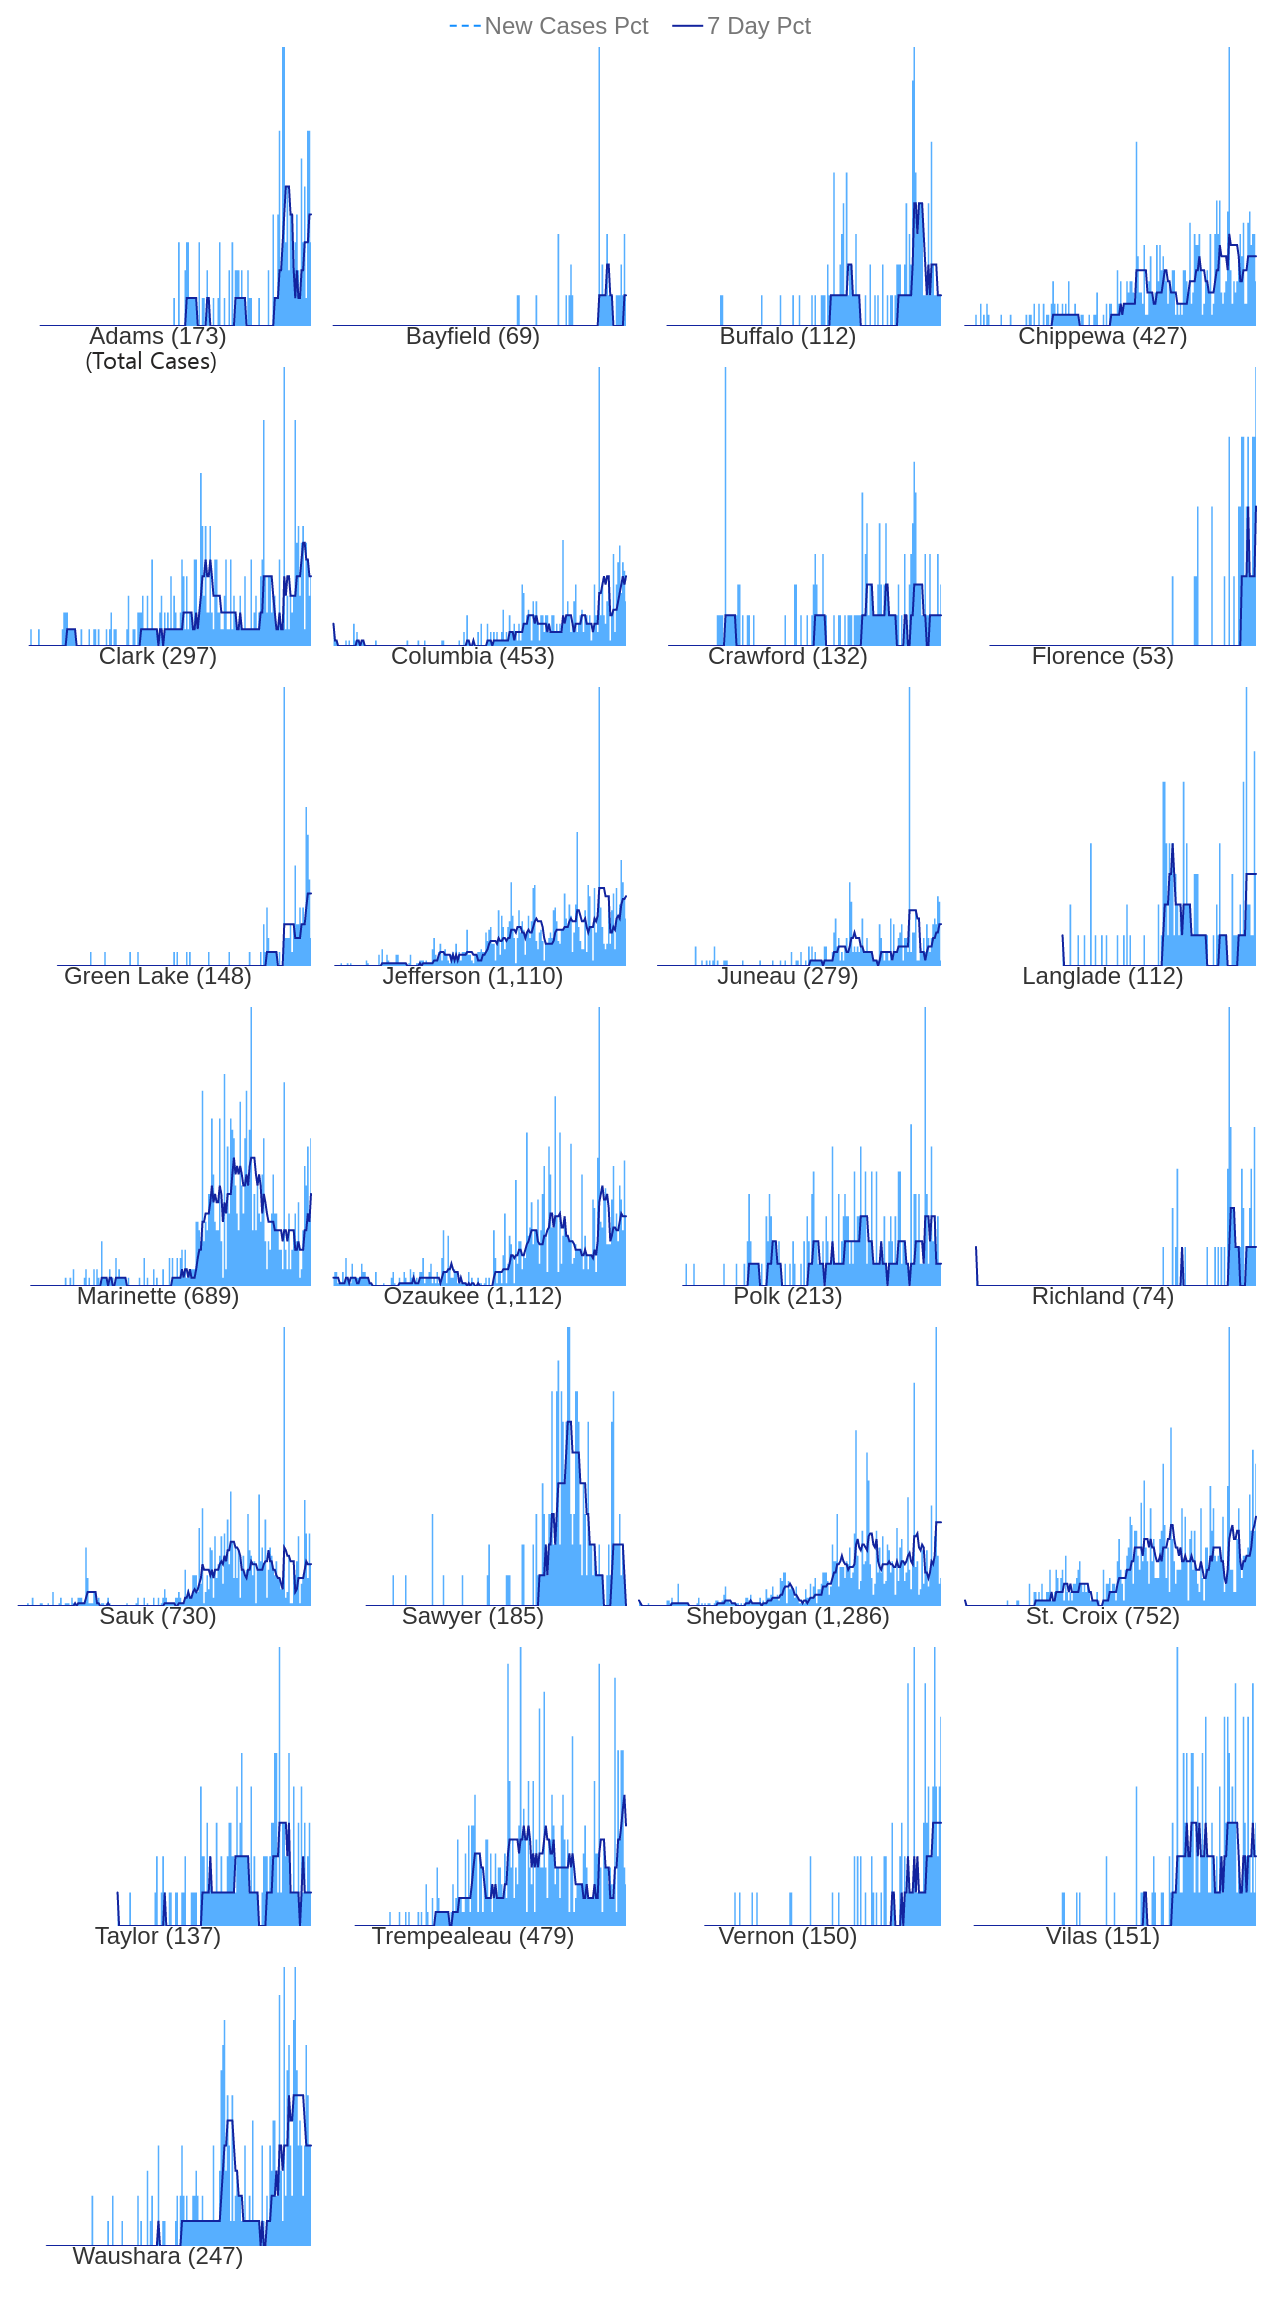 New Cases Pct 7 Day Pct
Adams (173) Bayfield (69) Buffalo (112) Chippewa (427)
(Total Cases)
Clark (297) Columbia (453) Crawford (132) Florence (53)
Green Lake (148) Jefferson (1,110) Juneau (279) Langlade (112)
Marinette (689) Ozaukee (1,112) Polk (213) Richland (74)
Sauk (730) Sawyer (185) Sheboygan (1,286) St. Croix (752)
Taylor (137) Trempealeau (479) Vernon (150) Vilas (151)
Waushara (247)